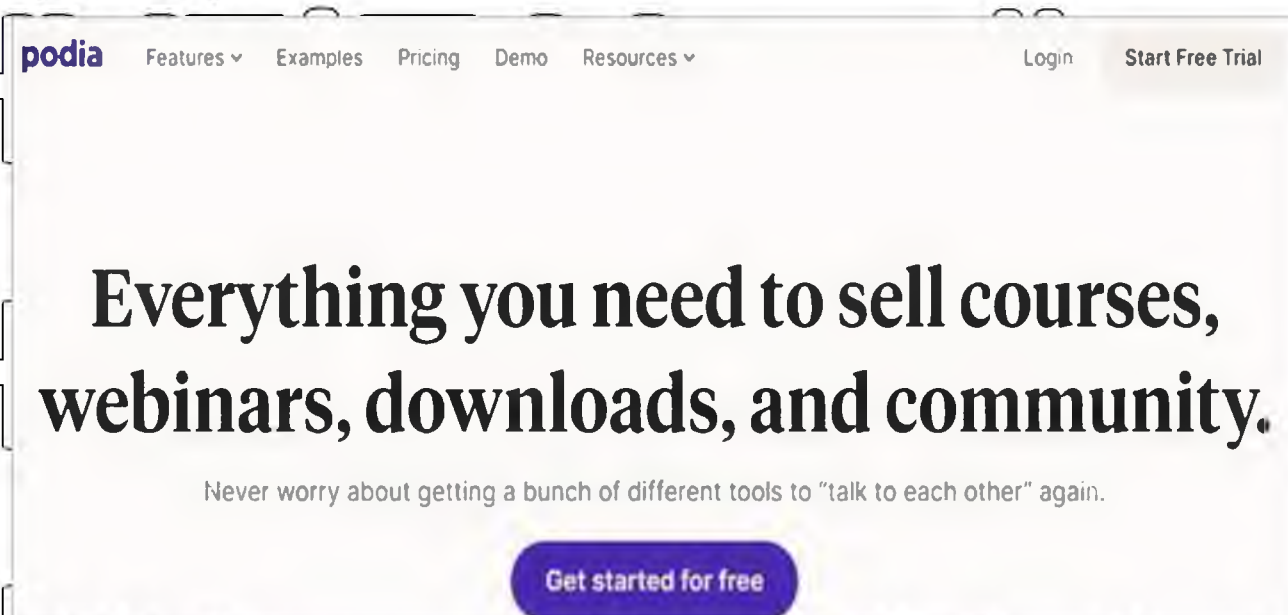 podia Features Examples Pricing Demo Resources Login Start Free Trial
Everything you need to sell courses,
webinars, downloads, and community.
Never worry about getting a bunch of different tools to “talk to each other” again.
Get started for free